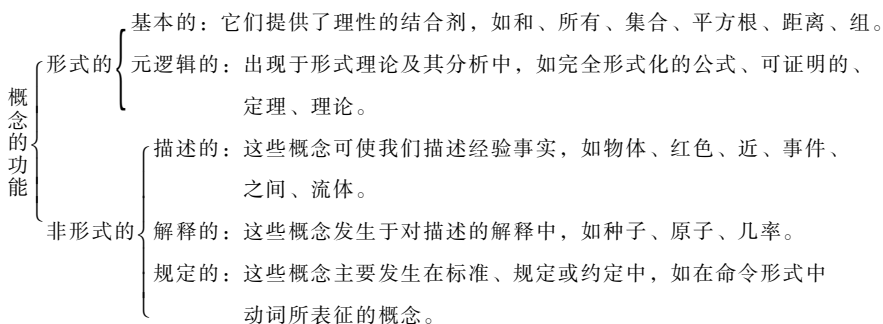 概念的功能
形式的
基本的：它们提供了理性的结合剂，如和、所有、集合、平方根、距离、组。
元逻辑的：出现于形式理论及其分析中，如完全形式化的公式、可证明的、
定理、理论。
非形式的
描述的：这些概念可使我们描述经验事实，如物体、红色、近、事件、
之间、流体。
解释的：这些概念发生于对描述的解释中，如种子、原子、几率。
规定的：这些概念主要发生在标准、规定或约定中，如在命令形式中
动词所表征的概念。